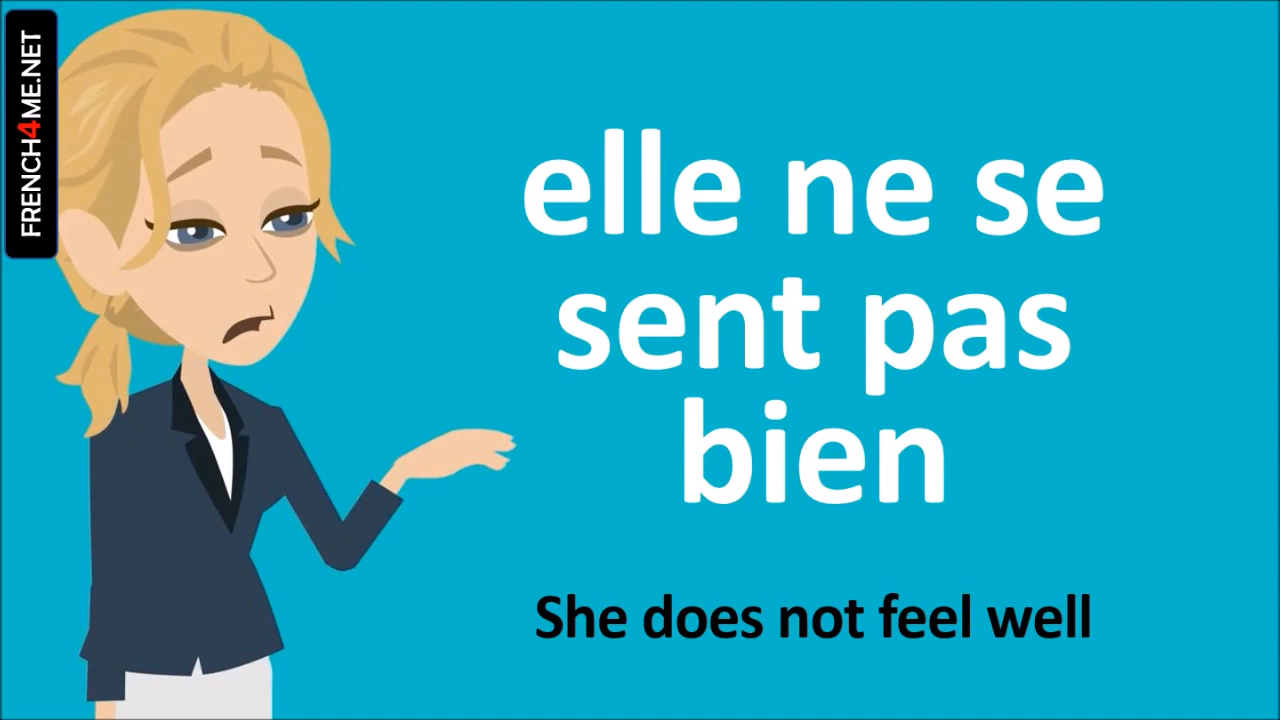 FRENCH4ME.NET
elle ne se
sent pas
bien
She does not feel well